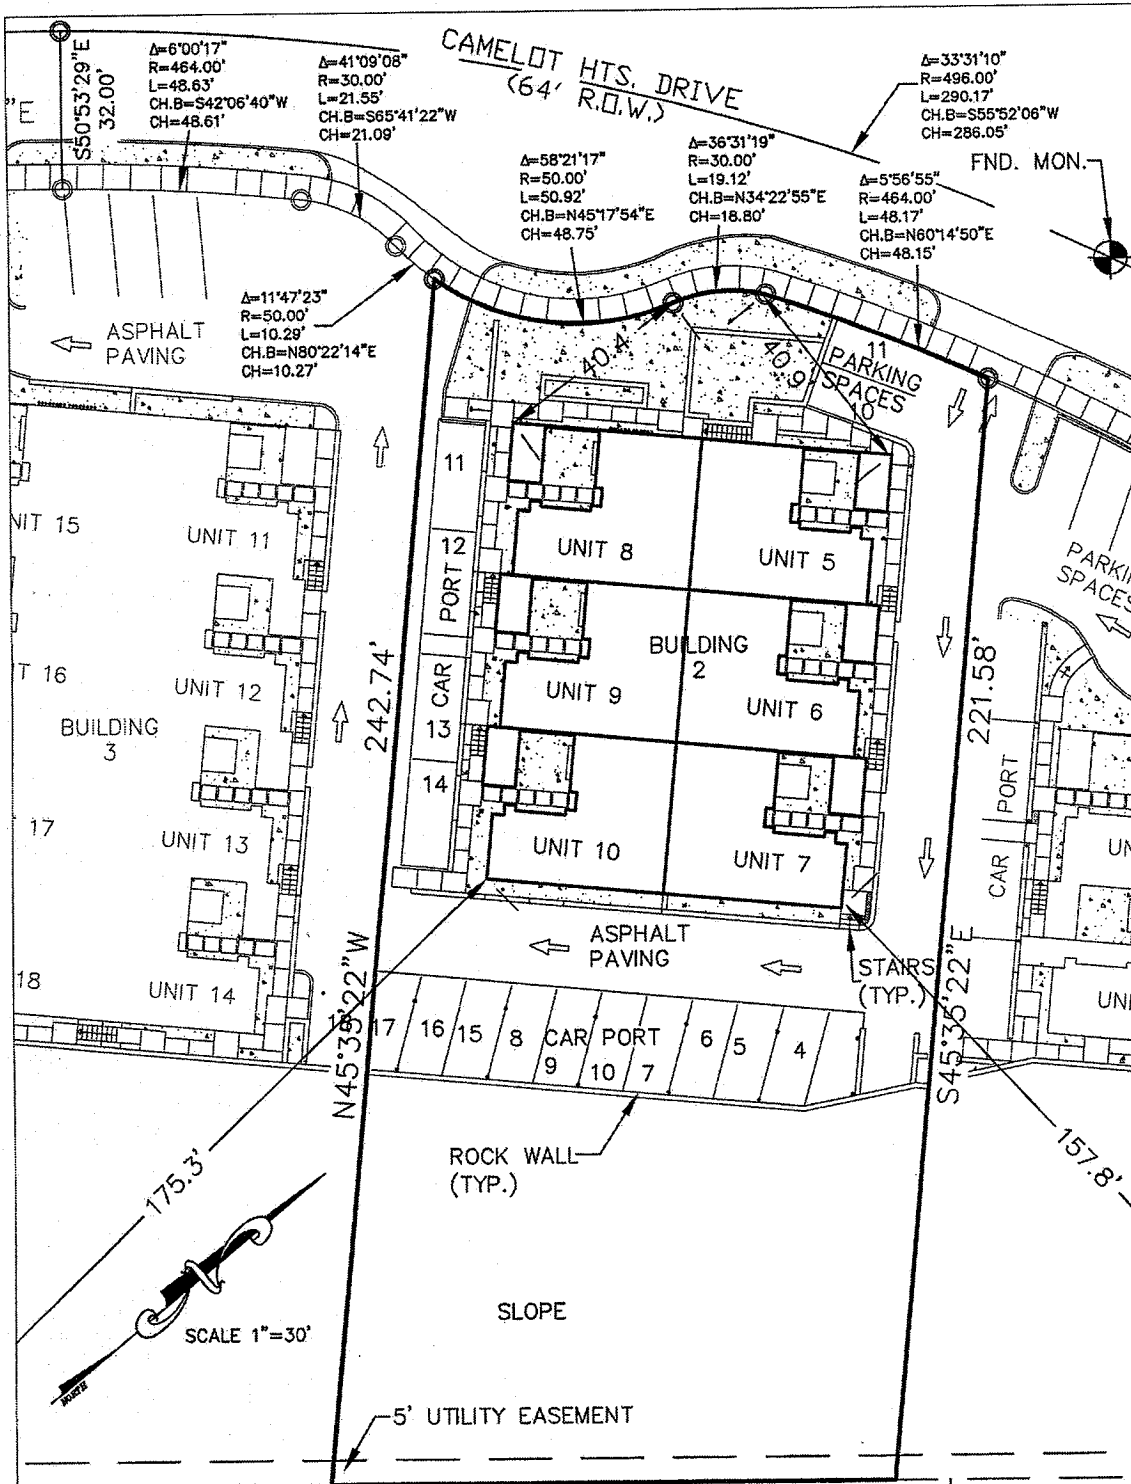 CAMELOT HTS. DRIVE
(64' R.O.W.)
S50°53'29"E
32.00'
"E
Δ=6°00'17"
R=464.00'
L=48.63'
CH.B=S42°06'40"W
CH=48.61'
Δ=41°09'08"
R=30.00'
L=21.55'
CH.B=S65°41'22"W
CH=21.09'
Δ=33°31'10"
R=496.00'
L=290.17'
CH.B=S55°52'06"W
CH=286.05'
FND. MON.
Δ=58°21'17"
R=50.00'
L=50.92'
CH.B=N45°17'54"E
CH=48.75'
Δ=36°31'19"
R=30.00'
L=19.12'
CH.B=N34°22'55"E
CH=18.80'
Δ=5°56'55"
R=464.00'
L=48.17'
CH.B=N60°14'50"E
CH=48.15'
Δ=11°47'23"
R=50.00'
L=10.29'
CH.B=N80°22'14"E
CH=10.27'
ASPHALT
PAVING
40.4
40.9'
11
PARKING
SPACES
10
NIT 15
UNIT 11
11
12
CAR PORT
13
14
UNIT 8
UNIT 5
PARKIN
SPACES
IT 16
UNIT 12
BUILDING
3
242.74'
BUILDING
2
UNIT 9
UNIT 6
221.58'
CAR PORT
17
UNIT 13
UNIT 10
UNIT 7
UN
18
UNIT 14
N45°35'22"W
ASPHALT
PAVING
STAIRS
(TYP.)
S45°35'22"E
UNI
17
16
15
8
CAR PORT
9
10
7
6
5
4
ROCK WALL
(TYP.)
175.3'
157.8'
SCALE 1"=30'
NORTH
SLOPE
5' UTILITY EASEMENT